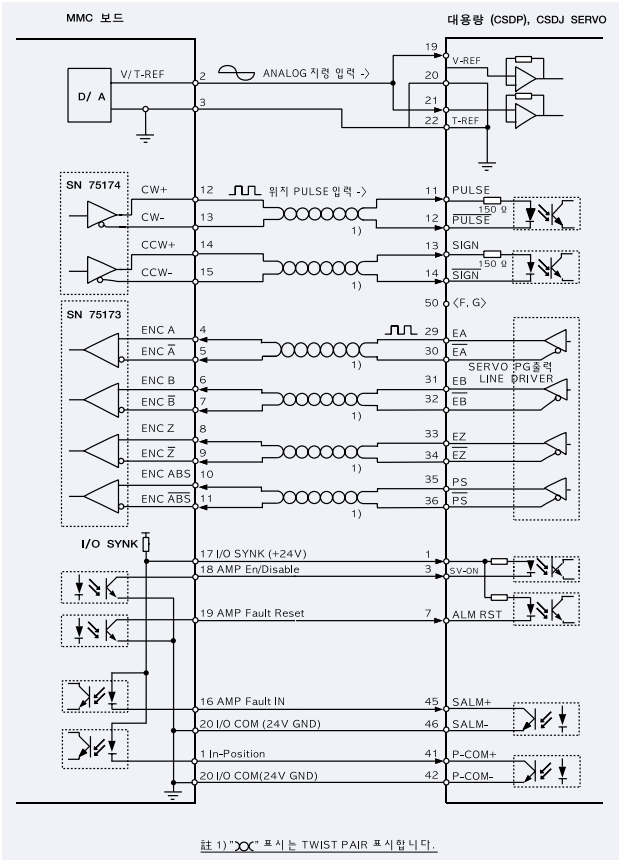 MMC 보드
대용량 (CSDP), CSDJ SERVO
19
V-REF
V/T-REF
2
ANALOG 지령 입력 ->
20
D/ A
3
21
22
T-REF
SN 75174
CW+
12
위치 PULSE 입력 ->
11
PULSE
150 Ω
CW-
13
1)
12
PULSE
CCW+
14
13
SIGN
150 Ω
CCW-
15
1)
14
SIGN
50
<F, G>
SN 75173
ENC A
4
29
EA
ENC A
5
1)
30
EA
SERVO PG출력
LINE DRIVER
ENC B
6
31
EB
ENC B
7
1)
32
EB
ENC Z
8
33
EZ
ENC Z
9
1)
34
EZ
ENC ABS
10
35
PS
ENC ABS
11
1)
36
PS
I/O SYNK
17 I/O SYNK (+24V)
1
18 AMP En/Disable
3
SV-ON
19 AMP Fault Reset
7
ALM RST
16 AMP Fault IN
45
SALM+
20 I/O COM (24V GND)
46
SALM-
1 In-Position
41
P-COM+
20 I/O COM(24V GND)
42
P-COM-
註 1) " " 표시는 TWIST PAIR 표시합니다.